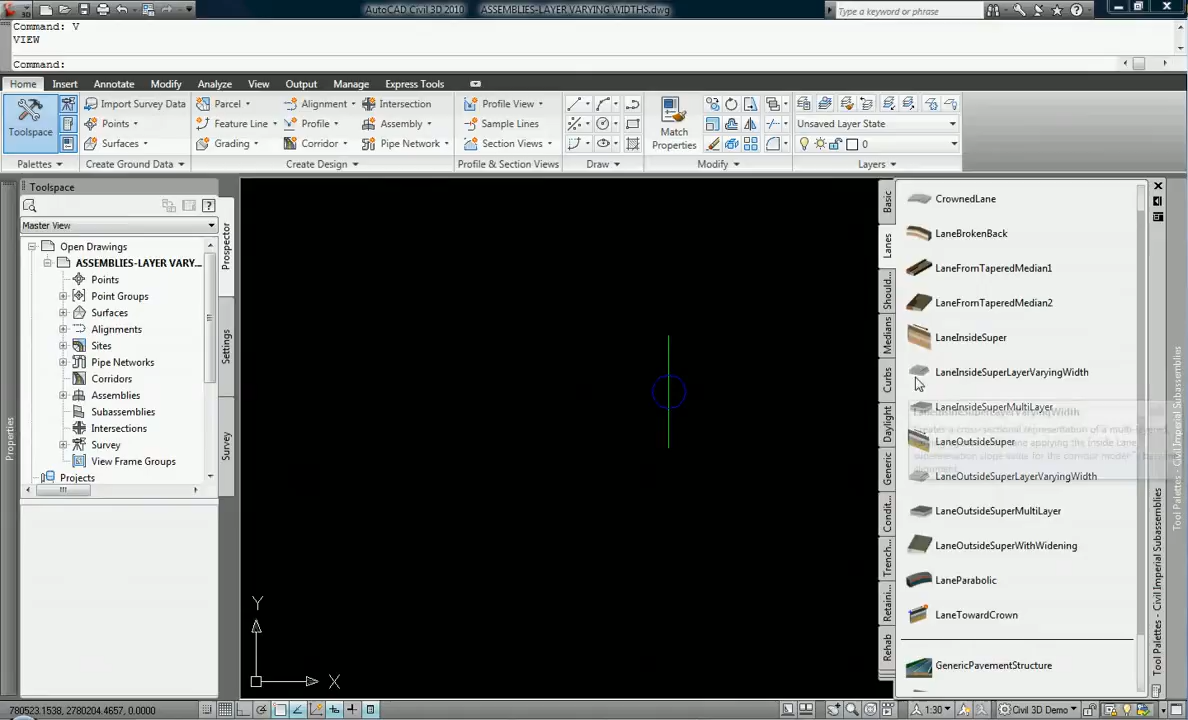 AutoCAD Civil 3D 2010 ASSEMBLIES-LAYER VARYING WIDTHS.dwg
Type a keyword or phrase
Command: V
VIEW
Command:
Home Insert Annotate Modify Analyze View Output Manage Express Tools
Toolspace
Import Survey Data
Points
Surfaces
Parcel
Feature Line
Grading
Alignment
Profile
Corridor
Intersection
Assembly
Pipe Network
Profile View
Sample Lines
Section Views
Match
Properties
Unsaved Layer State
0
Palettes Create Ground Data Create Design Profile & Section Views Draw Modify Layers
Toolspace
Master View
Open Drawings
ASSEMBLIES-LAYER VARY...
Points
Point Groups
Surfaces
Alignments
Sites
Pipe Networks
Corridors
Assemblies
Subassemblies
Intersections
Survey
View Frame Groups
Projects
Prospector
Settings
Survey
Properties
Y
X
Basic
Lanes
Should...
Medians
Curbs
Daylight
Generic
Condit...
Trench...
Retaini...
Rehab
CrownedLane
LaneBrokenBack
LaneFromTaperedMedian1
LaneFromTaperedMedian2
LaneInsideSuper
LaneInsideSuperLayerVaryingWidth
LaneInsideSuperMultiLayer
LaneOutsideSuper
LaneOutsideSuperLayerVaryingWidth
LaneOutsideSuperMultiLayer
LaneOutsideSuperWithWidening
LaneParabolic
LaneTowardCrown
GenericPavementStructure
Tool Palettes - Civil Imperial Subassemblies
780523.1538, 2780204.4657, 0.0000
1:30
Civil 3D Demo